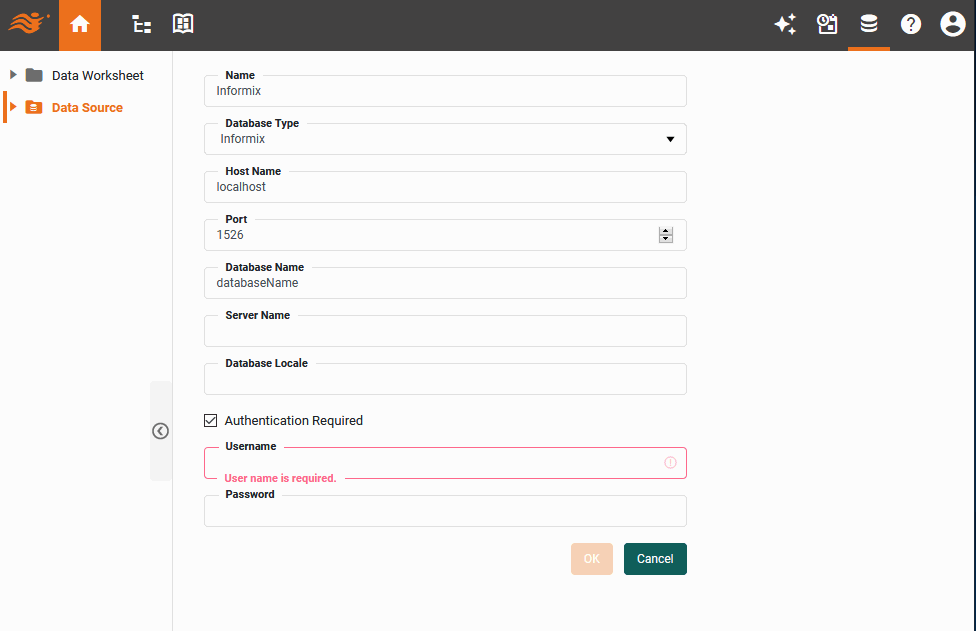 Data Worksheet
Data Source
Name
Informix
Database Type
Informix
Host Name
localhost
Port
1526
Database Name
databaseName
Server Name
Database Locale
Authentication Required
Username
User name is required.
Password
OK
Cancel